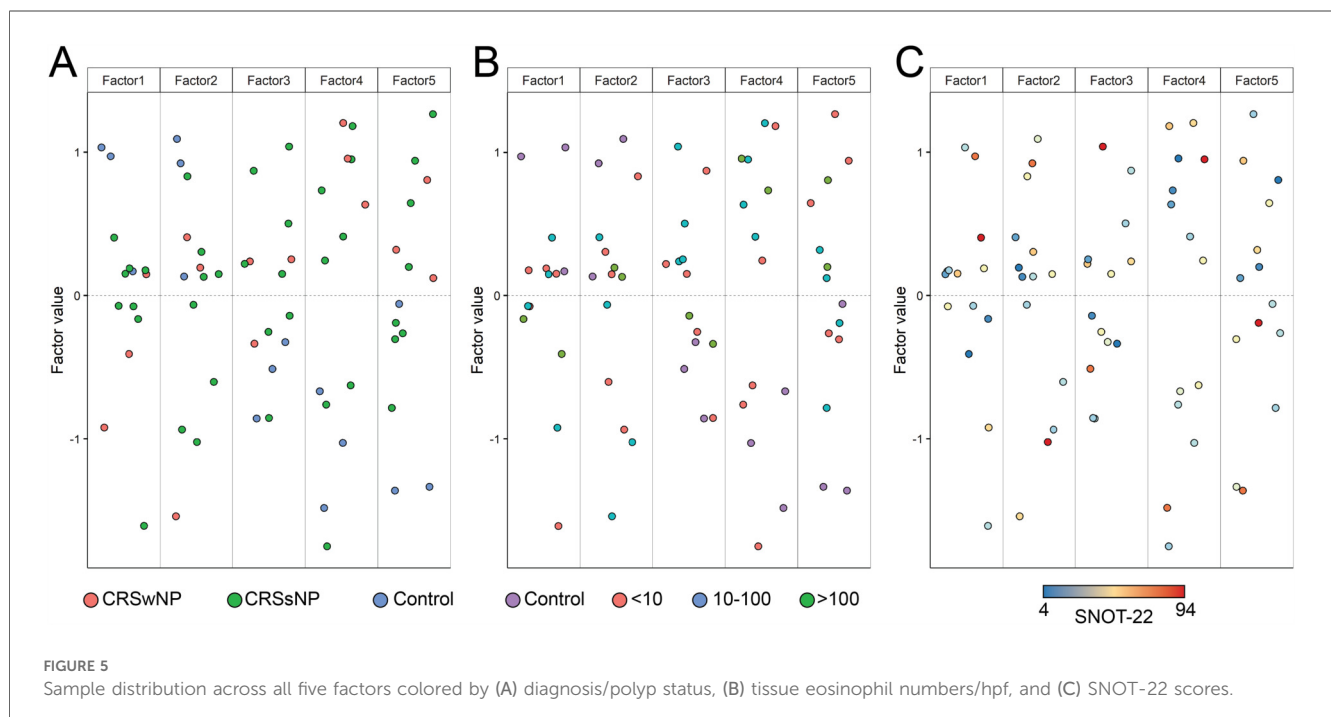 A
B
C
Factor1 Factor2 Factor3 Factor4 Factor5
Factor1 Factor2 Factor3 Factor4 Factor5
Factor1 Factor2 Factor3 Factor4 Factor5
Factor value
1
0
-1
Factor value
1
0
-1
Factor value
1
0
-1
CRSwNP CRSsNP Control
Control <10 10-100 >100
4 94
SNOT-22
FIGURE 5
Sample distribution across all five factors colored by (A) diagnosis/polyp status, (B) tissue eosinophil numbers/hpf, and (C) SNOT-22 scores.